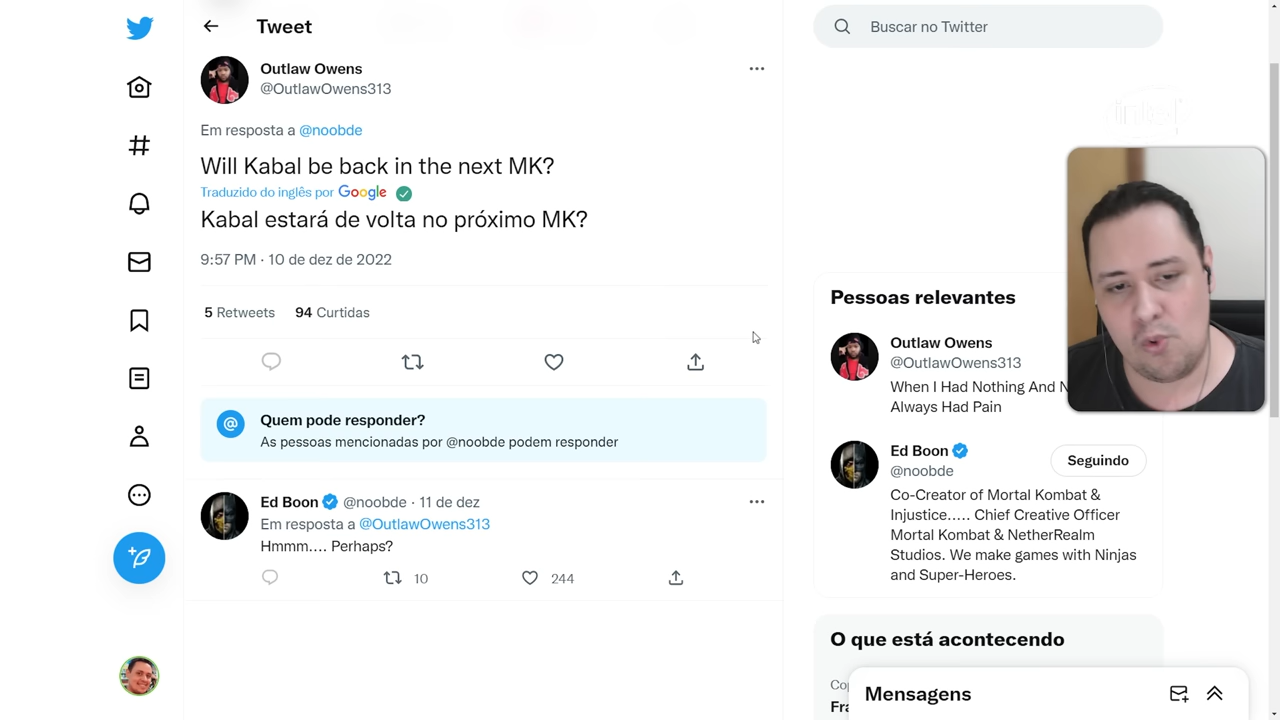 Tweet
Outlaw Owens
@OutlawOwens313
Em resposta a @noobde
Will Kabal be back in the next MK?
Traduzido do inglês por Google
Kabal estará de volta no próximo MK?
9:57 PM · 10 de dez de 2022
5 Retweets 94 Curtidas
Quem pode responder?
As pessoas mencionadas por @noobde podem responder
Ed Boon @noobde · 11 de dez
Em resposta a @OutlawOwens313
Hmmm.... Perhaps?
10 244
Buscar no Twitter
intel
Pessoas relevantes
Outlaw Owens
@OutlawOwens313
When I Had Nothing And
Always Had Pain
Ed Boon
@noobde
Seguindo
Co-Creator of Mortal Kombat &
Injustice..... Chief Creative Officer
Mortal Kombat & NetherRealm
Studios. We make games with Ninjas
and Super-Heroes.
O que está acontecendo
Mensagens